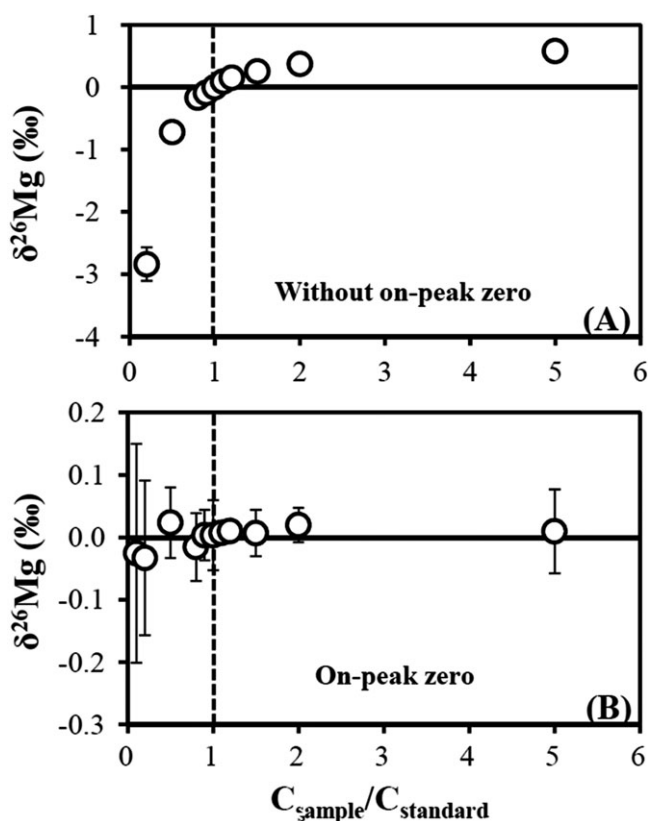 1
0
-1
-2
-3
-4
δ²⁶Mg (‰)
Without on-peak zero
(A)
0 1 2 3 4 5 6
0.2
0.1
0.0
-0.1
-0.2
-0.3
δ²⁶Mg (‰)
On-peak zero
(B)
0 1 2 3 4 5 6
C_sample/C_standard